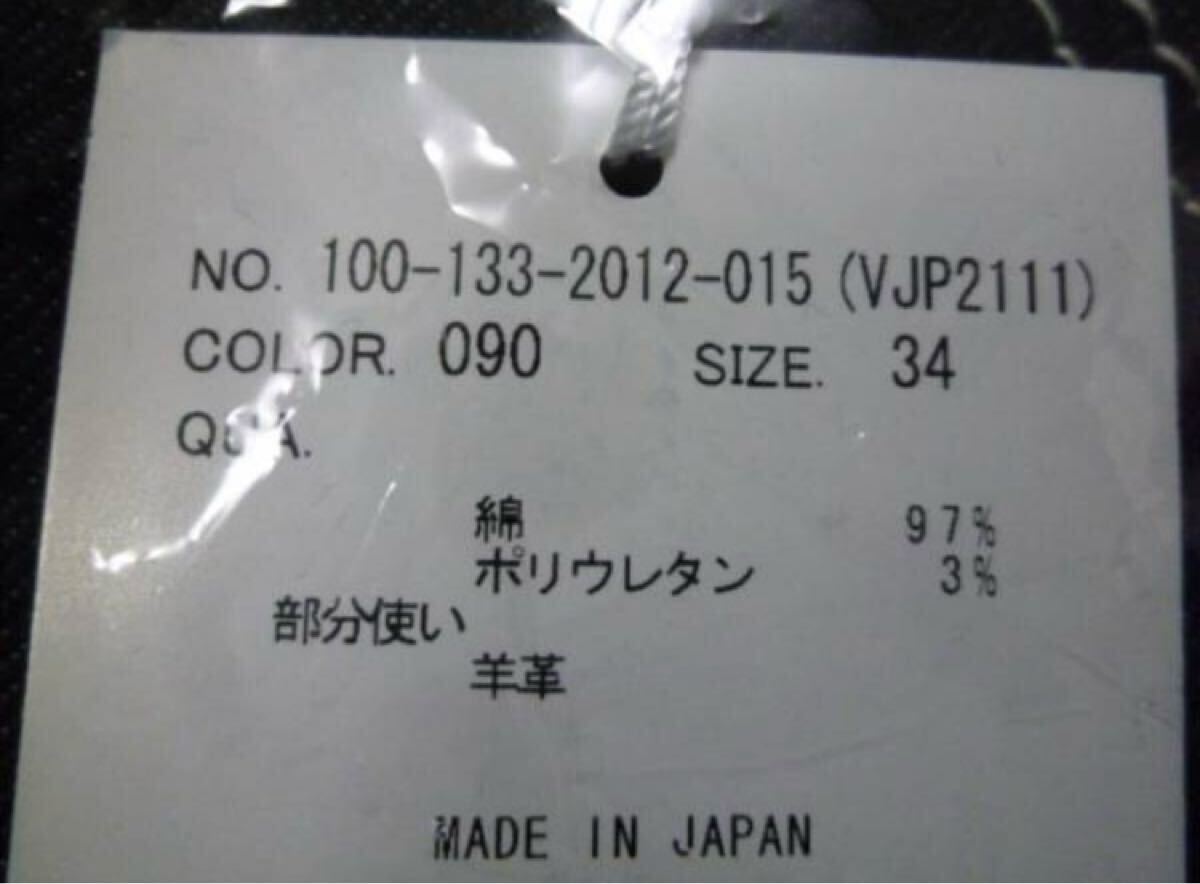 NO. 100-133-2012-015 (VJP2111)
COLOR. 090 SIZE. 34
QUA.
綿 97%
ポリウレタン 3%
部分使い
羊革
MADE IN JAPAN